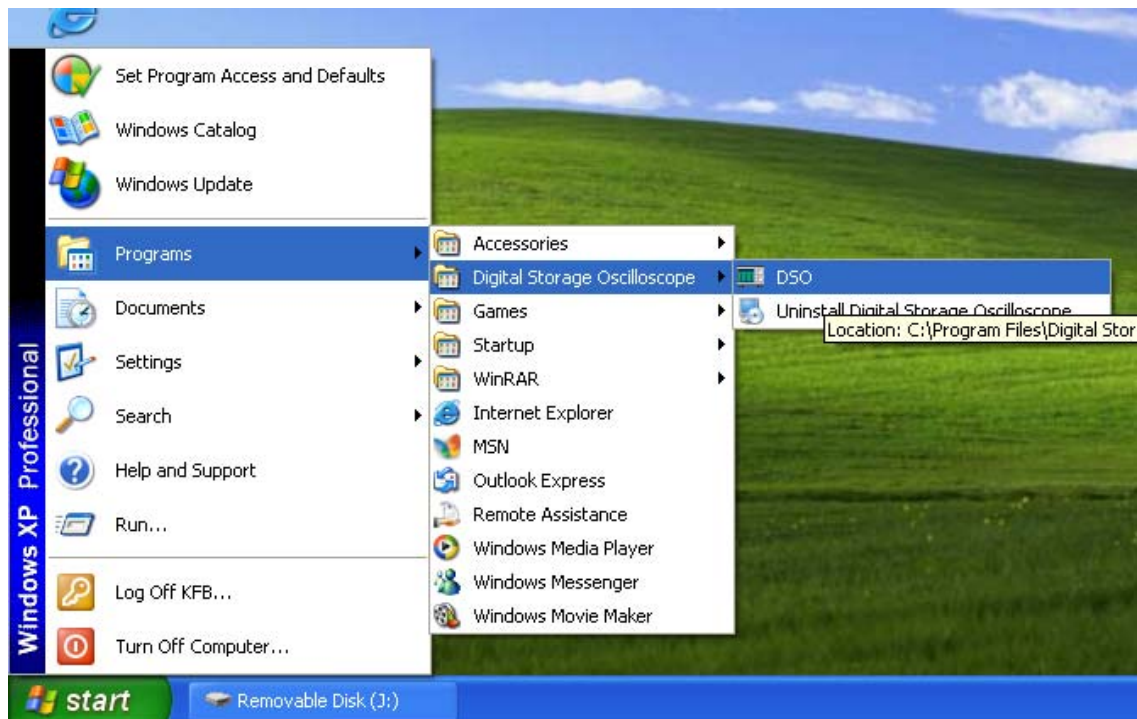 Set Program Access and Defaults
Windows Catalog
Windows Update
Programs
Documents
Settings
Search
Help and Support
Run...
Log Off KFB...
Turn Off Computer...
Windows XP Professional
Accessories
Digital Storage Oscilloscope
Games
Startup
WinRAR
Internet Explorer
MSN
Outlook Express
Remote Assistance
Windows Media Player
Windows Messenger
Windows Movie Maker
DSO
Uninstall Digital Storage Oscilloscope
Location: C:\Program Files\Digital Stor
start
Removable Disk (J:)